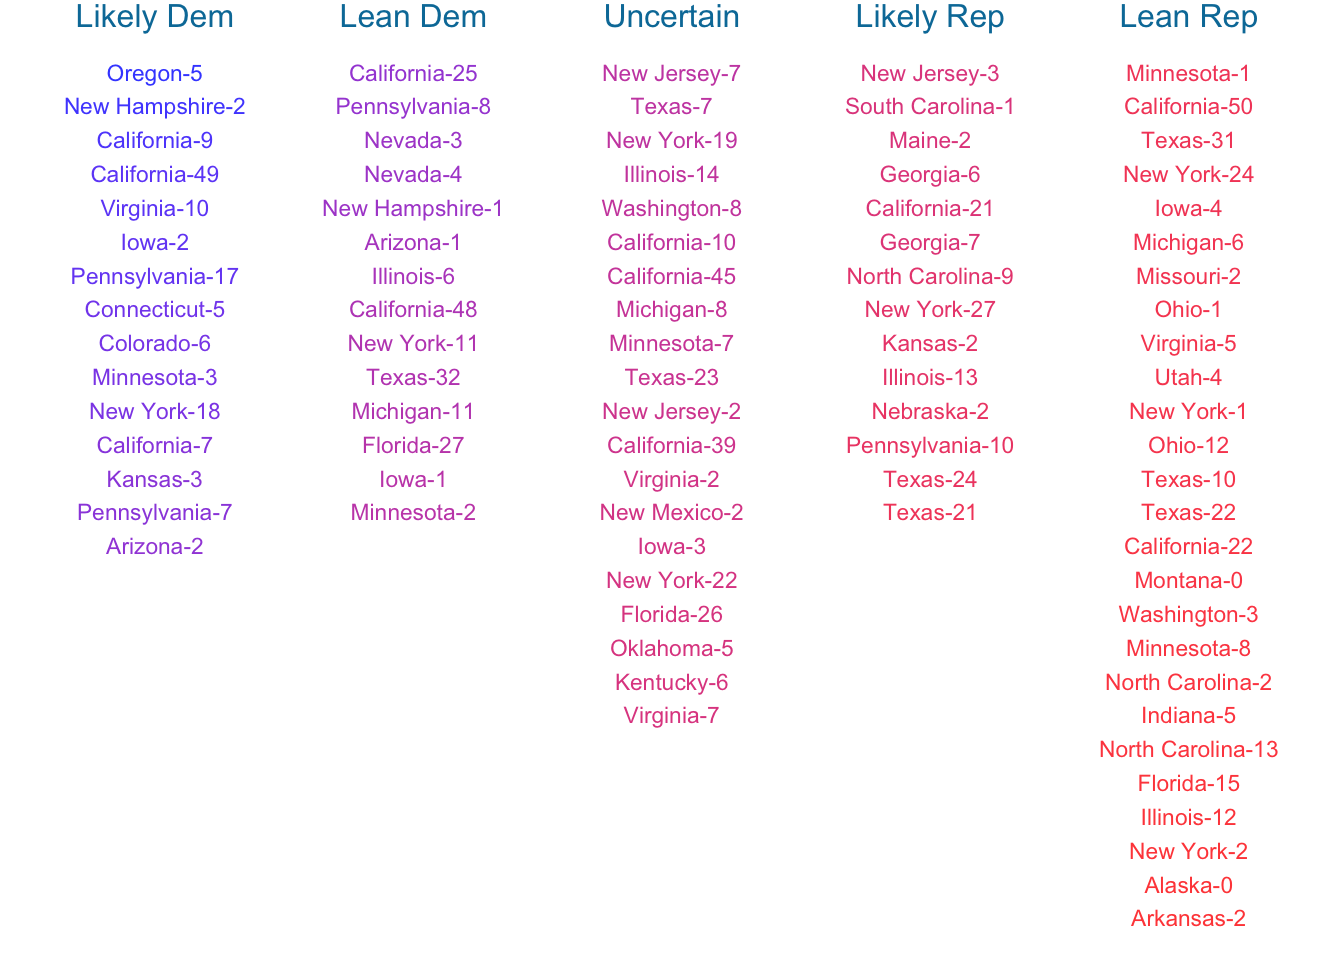 Likely Dem Lean Dem Uncertain Likely Rep Lean Rep
Oregon-5 California-25 New Jersey-7 New Jersey-3 Minnesota-1
New Hampshire-2 Pennsylvania-8 Texas-7 South Carolina-1 California-50
California-9 Nevada-3 New York-19 Maine-2 Texas-31
California-49 Nevada-4 Illinois-14 Georgia-6 New York-24
Virginia-10 New Hampshire-1 Washington-8 California-21 Iowa-4
Iowa-2 Arizona-1 California-10 Georgia-7 Michigan-6
Pennsylvania-17 Illinois-6 California-45 North Carolina-9 Missouri-2
Connecticut-5 California-48 Michigan-8 New York-27 Ohio-1
Colorado-6 New York-11 Minnesota-7 Kansas-2 Virginia-5
Minnesota-3 Texas-32 Texas-23 Illinois-13 Utah-4
New York-18 Michigan-11 New Jersey-2 Nebraska-2 New York-1
California-7 Florida-27 California-39 Pennsylvania-10 Ohio-12
Kansas-3 Iowa-1 Virginia-2 Texas-24 Texas-10
Pennsylvania-7 Minnesota-2 New Mexico-2 Texas-21 Texas-22
Arizona-2 Iowa-3 California-22
New York-22 Montana-0
Florida-26 Washington-3
Oklahoma-5 Minnesota-8
Kentucky-6 North Carolina-2
Virginia-7 Indiana-5
North Carolina-13
Florida-15
Illinois-12
New York-2
Alaska-0
Arkansas-2